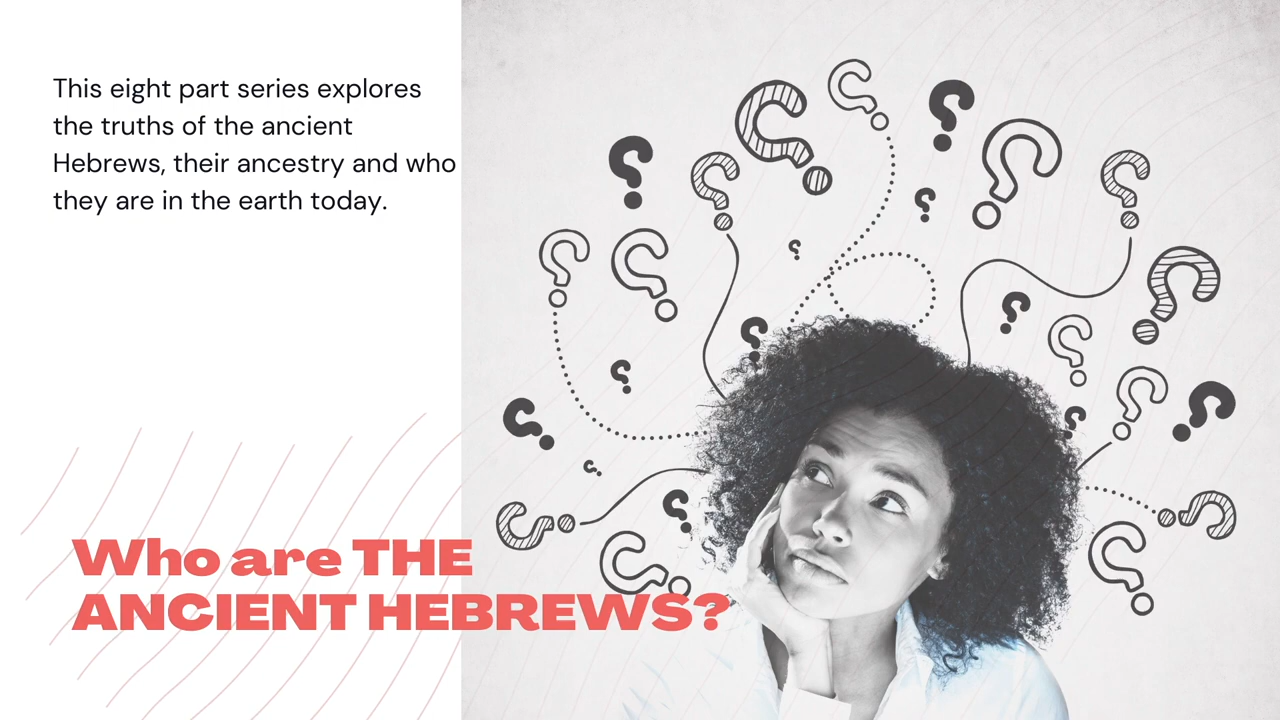 This eight part series explores
the truths of the ancient
Hebrews, their ancestry and who
they are in the earth today.
Who are THE
ANCIENT HEBREWS?